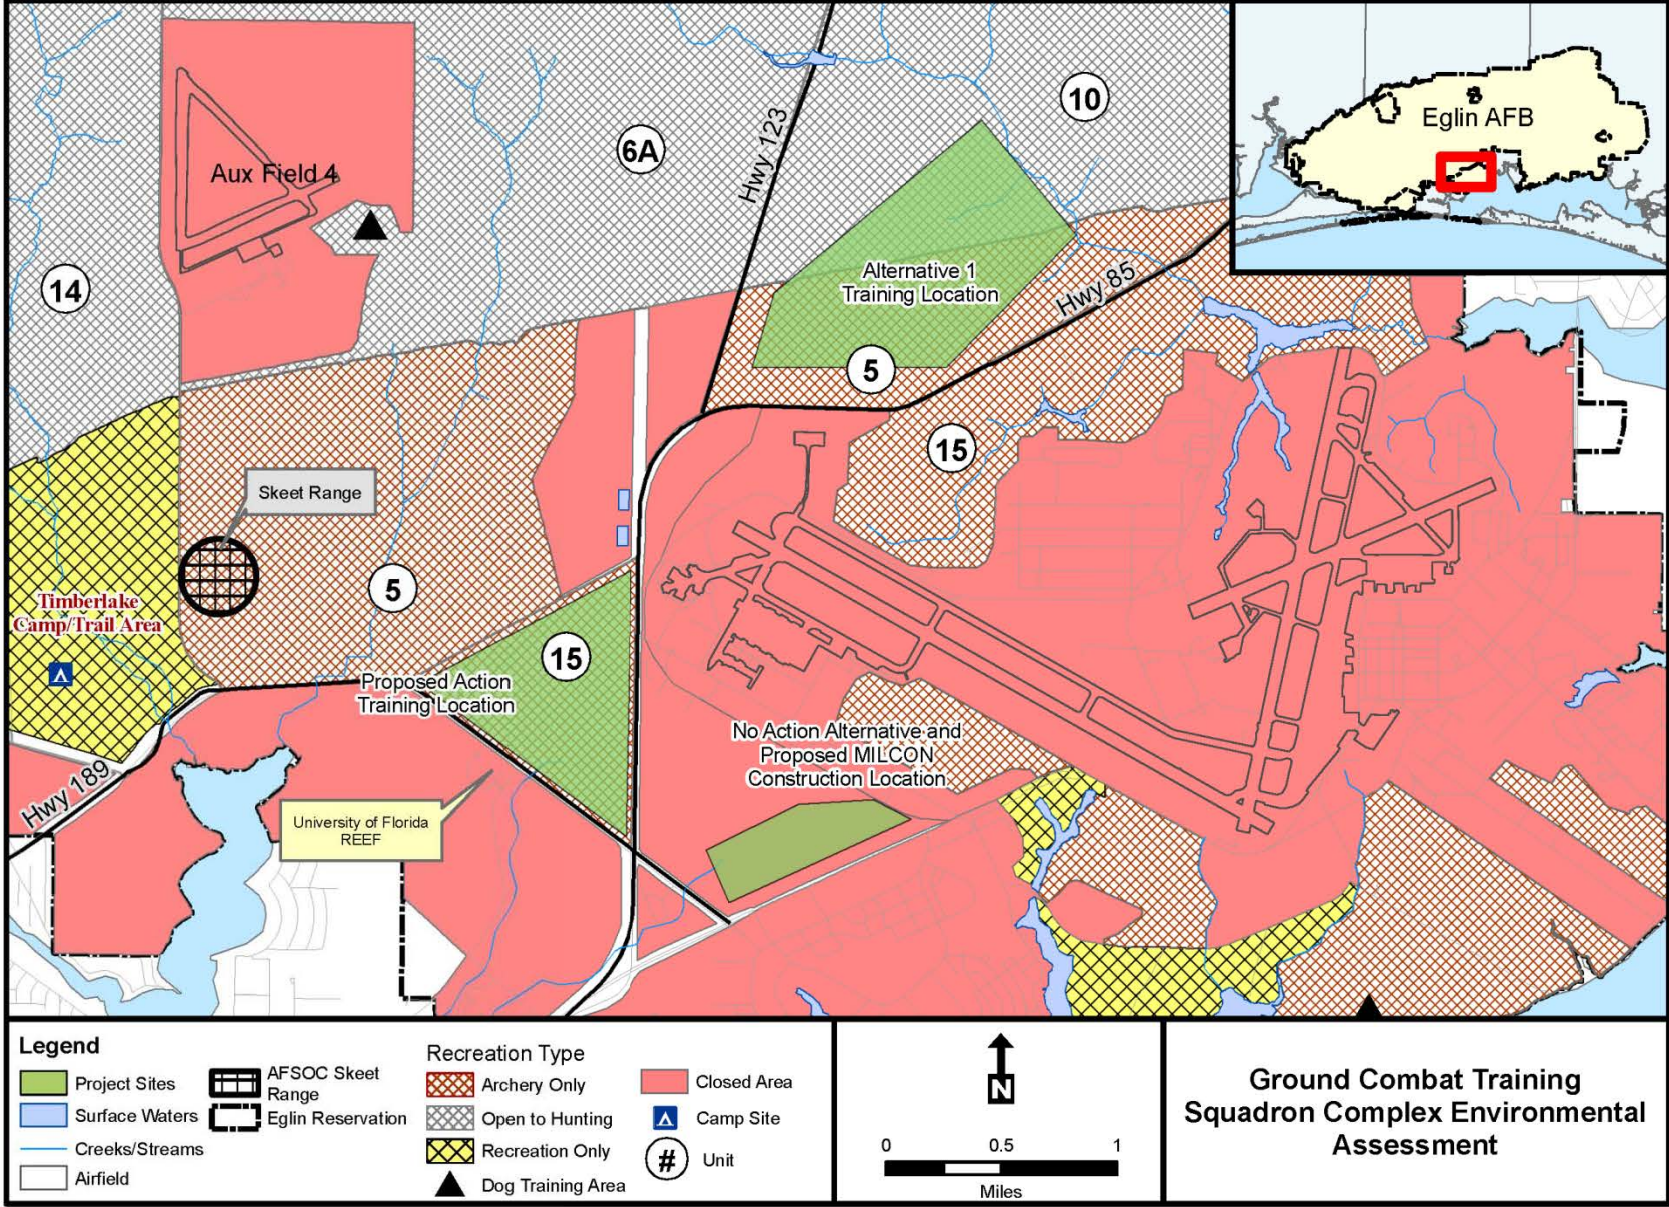 Eglin AFB
10
6A
Hwy 123
Aux Field 4
14
Alternative 1
Training Location
Hwy 85
5
15
Skeet Range
5
Timberlake
Camp/Trail Area
15
Proposed Action
Training Location
No Action Alternative and
Proposed MILCON
Construction Location
Hwy 189
University of Florida
REEF
Legend
Project Sites
Surface Waters
Creeks/Streams
Airfield
AFSOC Skeet
Range
Eglin Reservation
Recreation Type
Archery Only
Open to Hunting
Recreation Only
Dog Training Area
Closed Area
Camp Site
# Unit
N
0 0.5 1
Miles
Ground Combat Training
Squadron Complex Environmental
Assessment